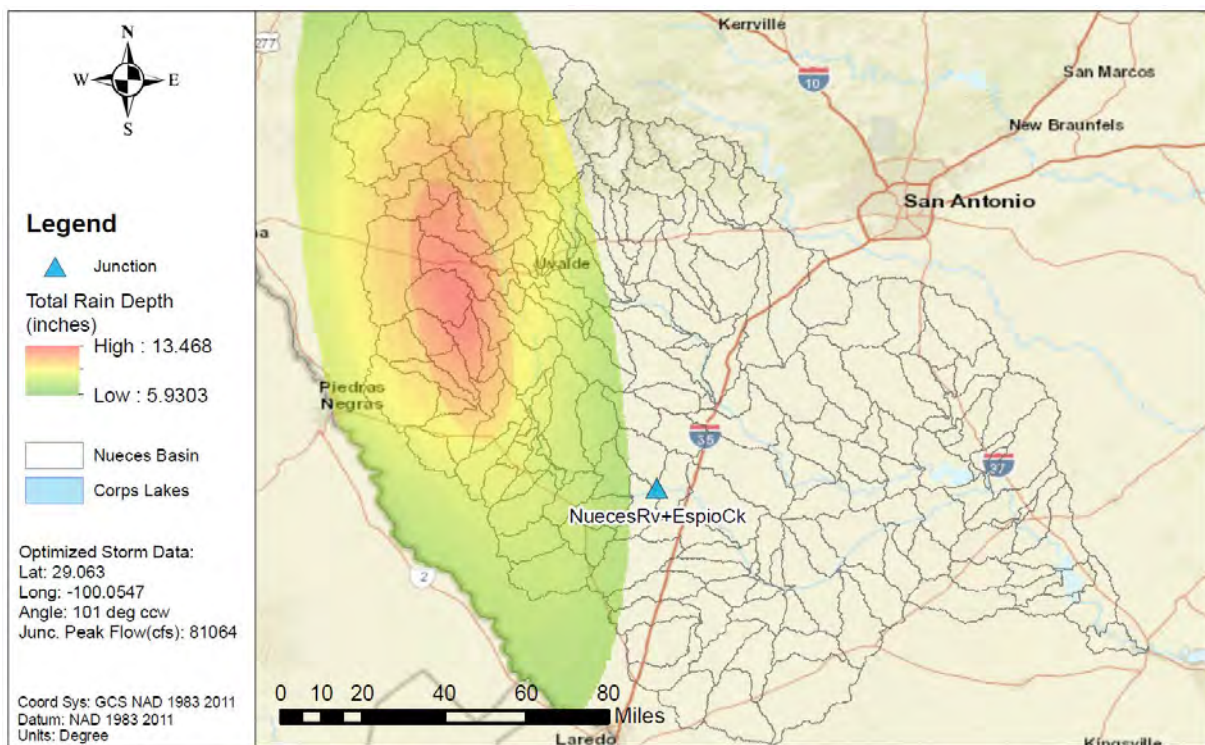 N
W E
S
Legend
Junction
Total Rain Depth
(inches)
High : 13.468
Low : 5.9303
Nueces Basin
Corps Lakes
Optimized Storm Data:
Lat: 29.063
Long: -100.0547
Angle: 101 deg ccw
Junc. Peak Flow(cfs): 81064
Coord Sys: GCS NAD 1983 2011
Datum: NAD 1983 2011
Units: Degree
277
Kerrville
10
San Marcos
New Braunfels
San Antonio
na
Uvalde
Piedras
Negras
35
37
NuecesRv+EspioCk
2
0 10 20 40 60 80
Miles
Laredo
Kingsville